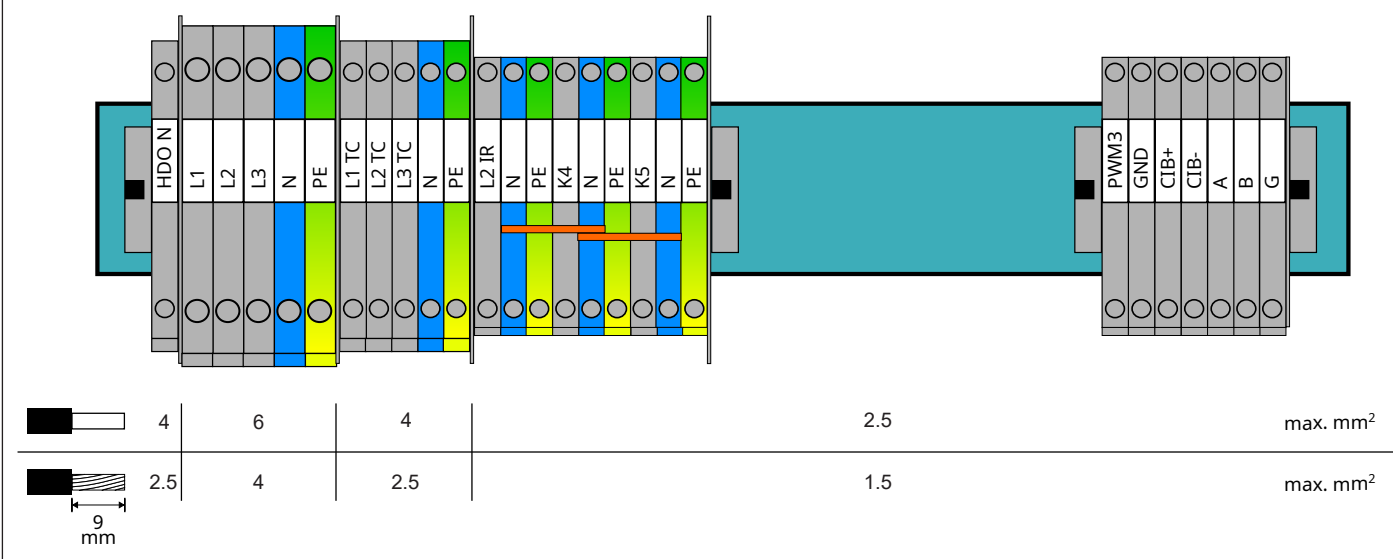 HDO N L1 L2 L3 N PE L1 TC L2 TC L3 TC N PE L2 IR N PE K4 N PE K5 N PE PWM3 GND CIB+ CIB- A B G
4 6 4 2.5 max. mm²
2.5 4 2.5 1.5 max. mm²
9
mm